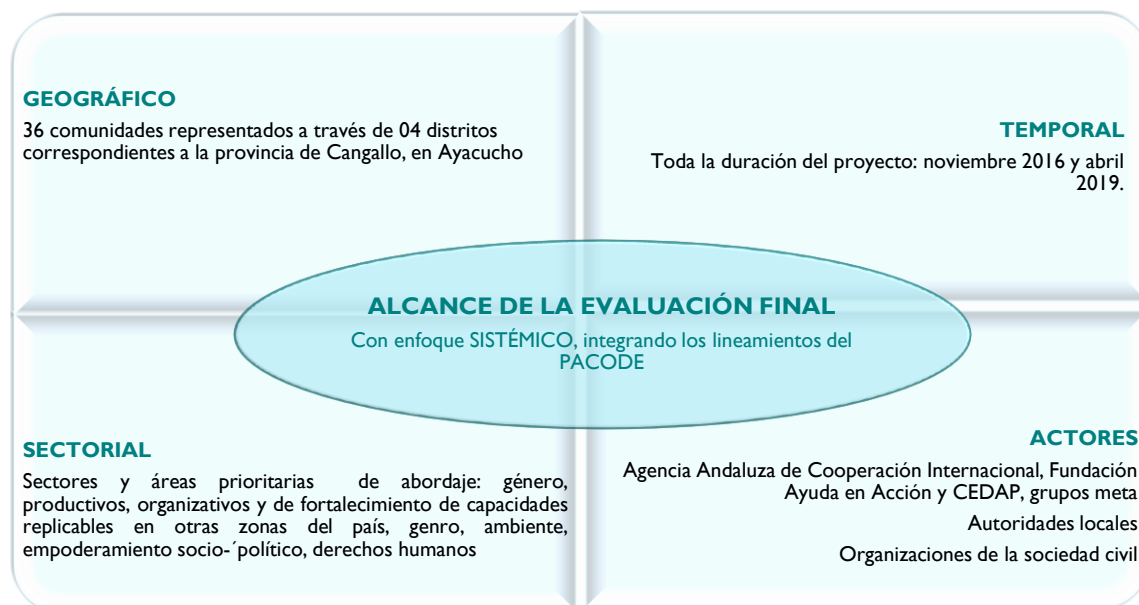 GEOGRÁFICO
36 comunidades representados a través de 04 distritos
correspondientes a la provincia de Cangallo, en Ayacucho
TEMPORAL
Toda la duración del proyecto: noviembre 2016 y abril
2019.
ALCANCE DE LA EVALUACIÓN FINAL
Con enfoque SISTÉMICO, integrando los lineamientos del
PACODE
SECTORIAL
Sectores y áreas prioritarias de abordaje: género,
productivos, organizativos y de fortalecimiento de capacidades
replicables en otras zonas del país, genro, ambiente,
empoderamiento socio-´político, derechos humanos
ACTORES
Agencia Andaluza de Cooperación Internacional, Fundación
Ayuda en Acción y CEDAP, grupos meta
Autoridades locales
Organizaciones de la sociedad civil